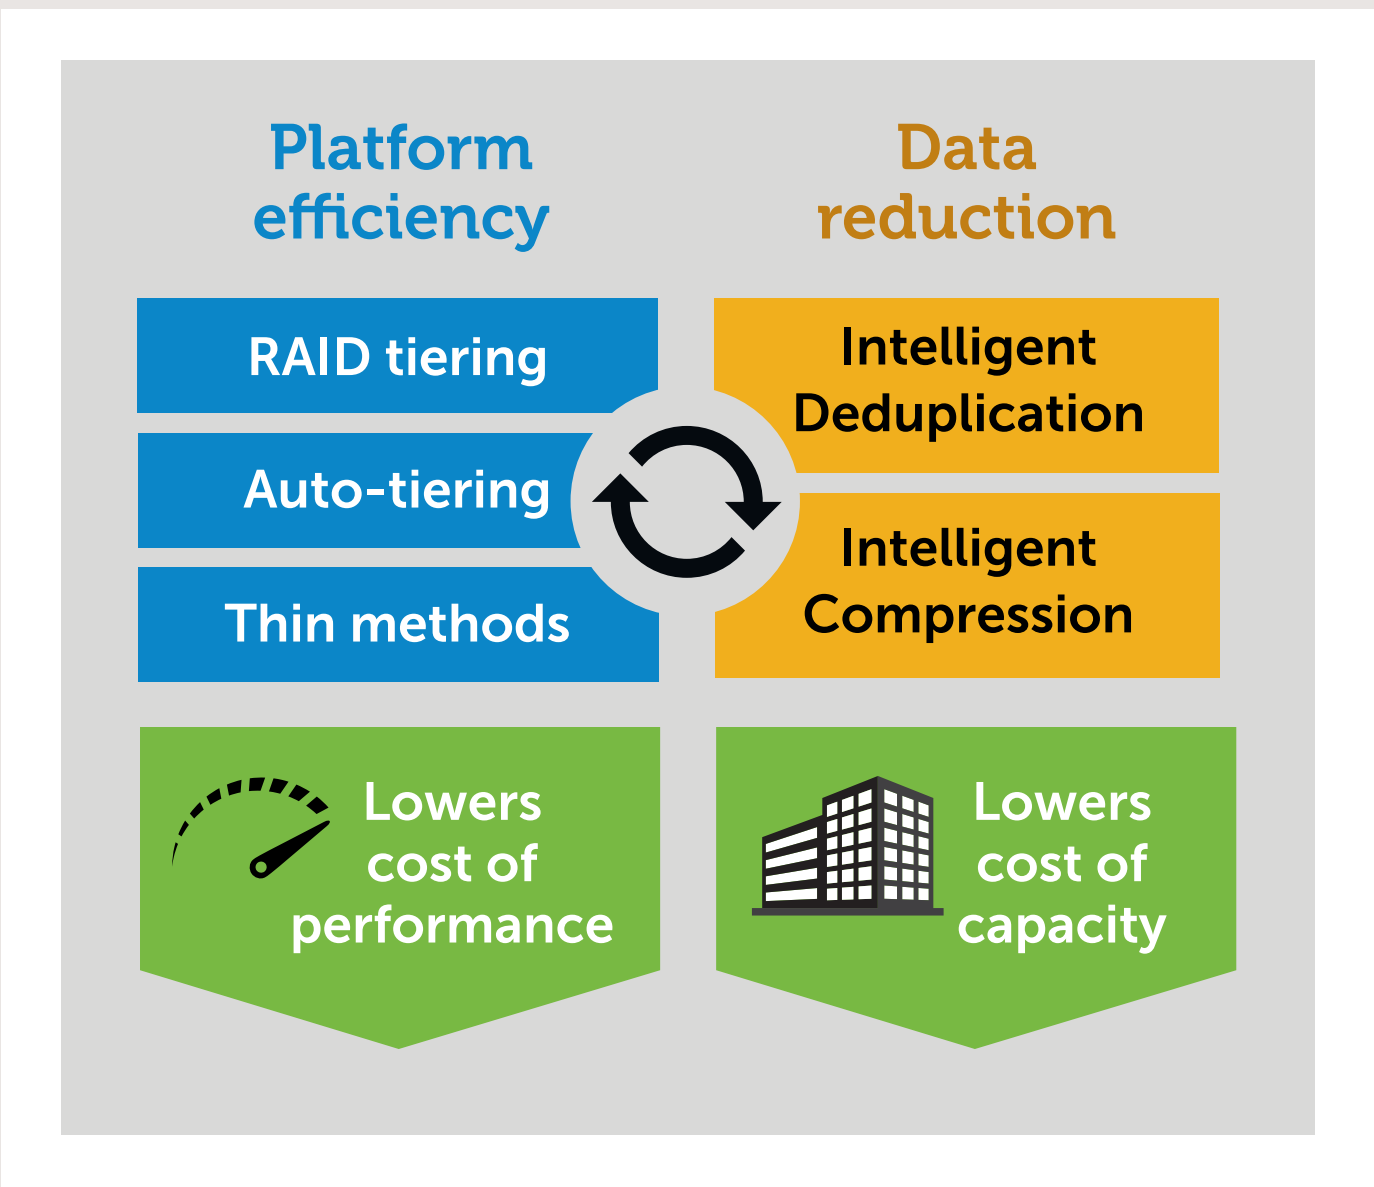 Platform
efficiency
Data
reduction
RAID tiering
Auto-tiering
Thin methods
Intelligent
Deduplication
Intelligent
Compression
Lowers
cost of
performance
Lowers
cost of
capacity